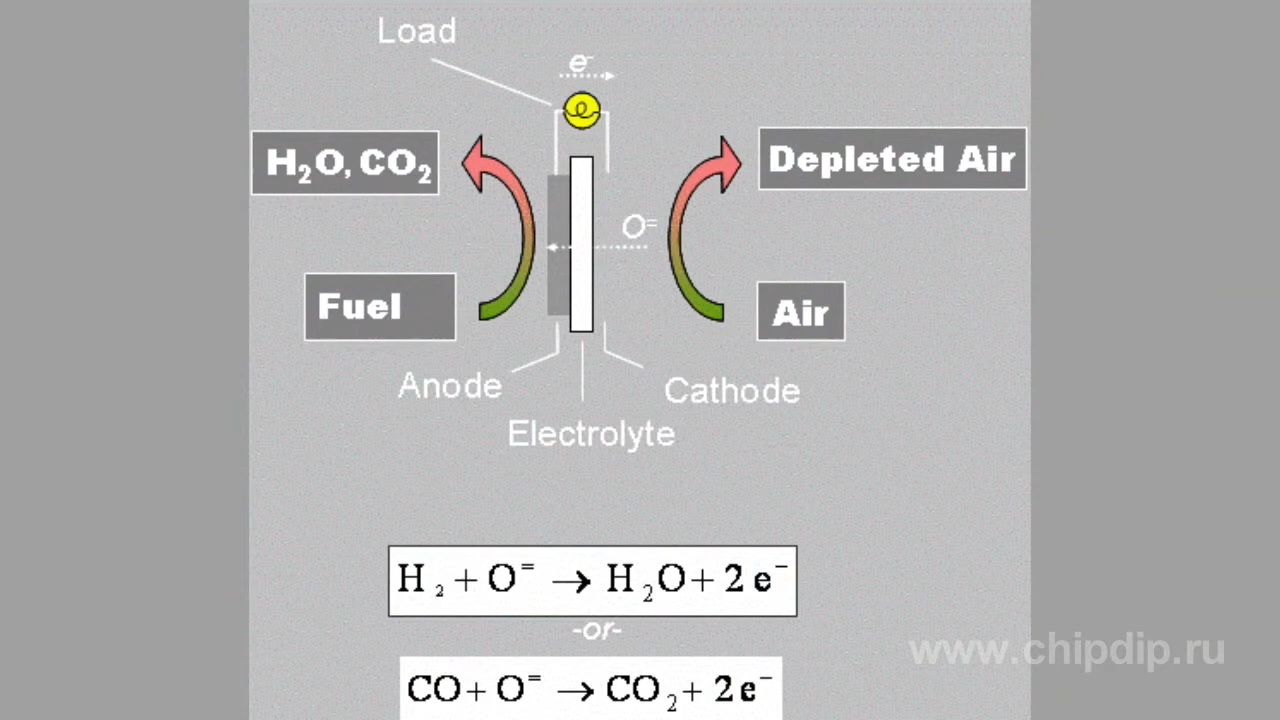 Load
e⁻
H₂O, CO₂
Depleted Air
O⁼
Fuel
Air
Anode
Cathode
Electrolyte
H₂ + O⁼ → H₂O + 2 e⁻
-or-
www.chipdip.ru
CO + O⁼ → CO₂ + 2 e⁻